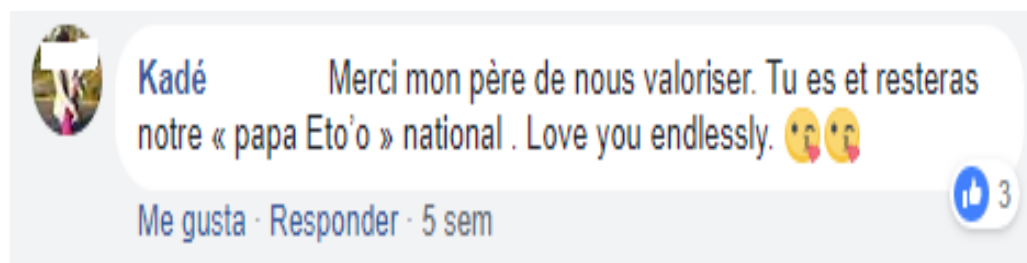 Kadé Merci mon père de nous valoriser. Tu es et resteras
notre « papa Eto’o » national . Love you endlessly. 😘😘
3
Me gusta · Responder · 5 sem